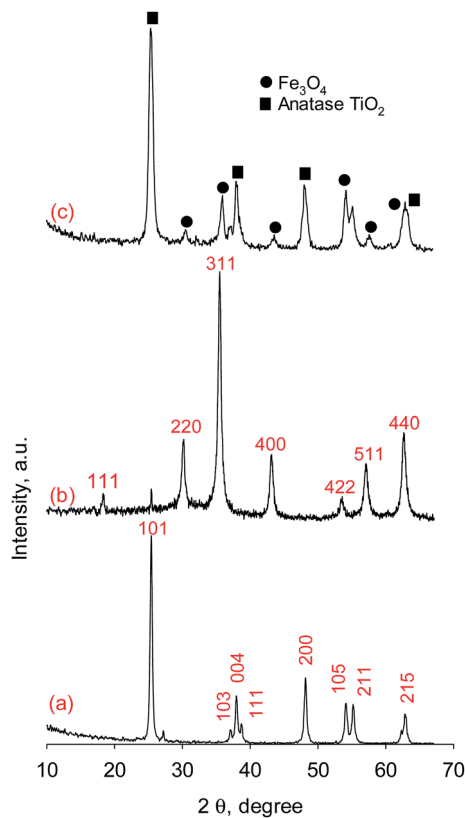 Fe₃O₄
Anatase TiO₂
(c)
311
220
440
400
511
111
422
(b)
101
200
004
105
211
103
111
215
(a)
10 20 30 40 50 60 70
2 θ, degree
Intensity, a.u.